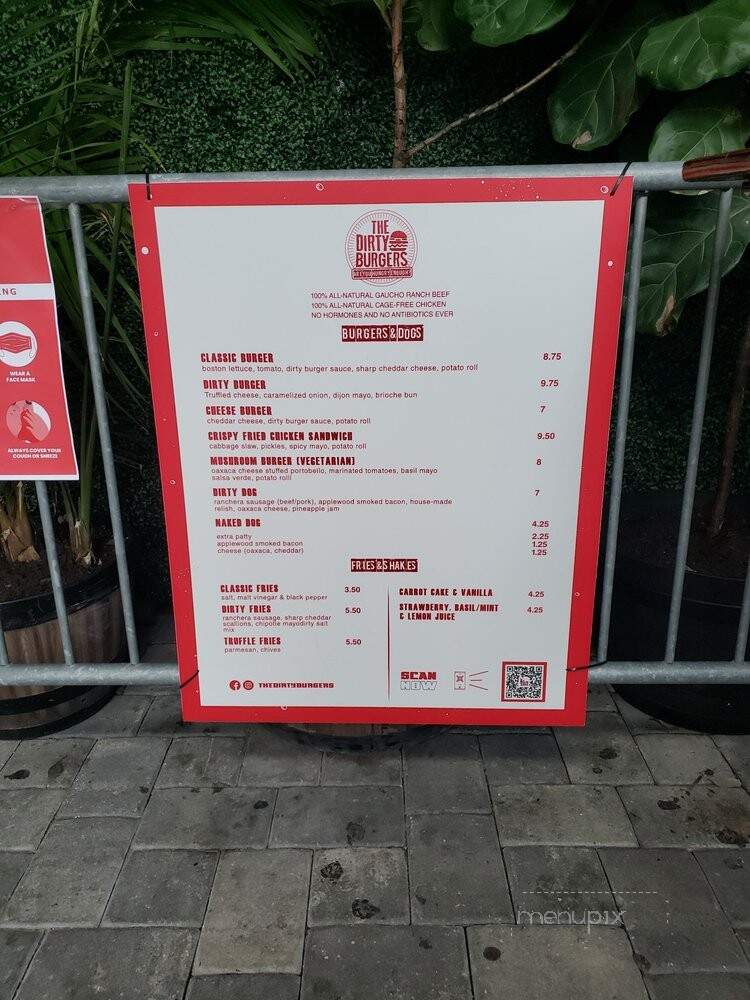 NG
WEAR A
FACE MASK
ALWAYS COVER YOUR
COUGH OR SNEEZE
THE
DIRTY
BURGERS
AREYOUHUNGRYENOUGH?
100% ALL-NATURAL GAUCHO RANCH BEEF
100% ALL-NATURAL CAGE-FREE CHICKEN
NO HORMONES AND NO ANTIBIOTICS EVER
BURGERS&DOGS
CLASSIC BURGER 8.75
boston lettuce, tomato, dirty burger sauce, sharp cheddar cheese, potato roll
DIRTY BURGER 9.75
Truffled cheese, caramelized onion, dijon mayo, brioche bun
CHEESE BURGER 7
cheddar cheese, dirty burger sauce, potato roll
CRISPY FRIED CHICKEN SANDWICH 9.50
cabbage slaw, pickles, spicy mayo, potato roll
MUSHROOM BURGER (VEGETARIAN) 8
oaxaca cheese stuffed portobello, marinated tomatoes, basil mayo
salsa verde, potato rolll
DIRTY DOG 7
ranchera sausage (beef/pork), applewood smoked bacon, house-made
relish, oaxaca cheese, pineapple jam
NAKED DOG 4.25
extra patty 2.25
applewood smoked bacon 1.25
cheese (oaxaca, cheddar) 1.25
FRIES&SHAKES
CLASSIC FRIES 3.50
salt, malt vinegar & black pepper
DIRTY FRIES 5.50
ranchera sausage, sharp cheddar
scallions, chipotle mayodirty salt
mix
TRUFFLE FRIES 5.50
parmesan, chives
CARROT CAKE & VANILLA 4.25
STRAWBERRY, BASIL/MINT 4.25
& LEMON JUICE
THEDIRTYBURGERS
SCAN
NOW
menupix